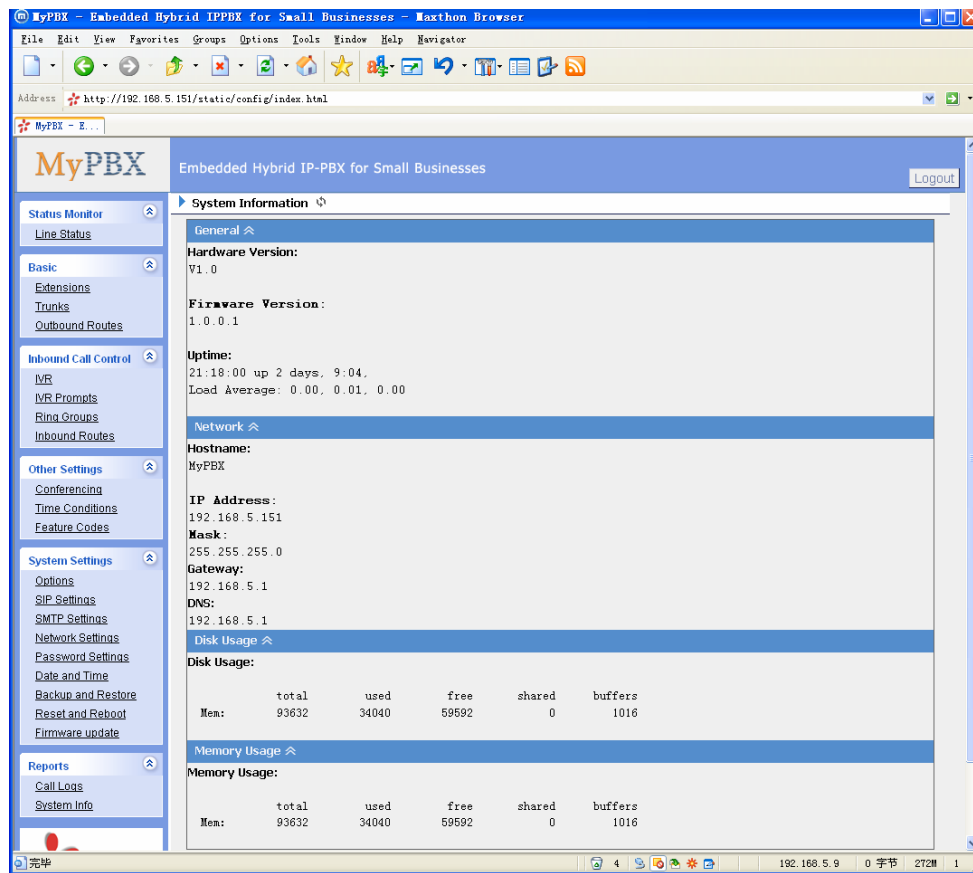 MyPBX - Embedded Hybrid IPPBX for Small Businesses - Maxthon Browser
File Edit View Favorites Groups Options Tools Window Help Navigator
Address http://192.168.5.151/static/config/index.html
MyPBX - E...
MyPBX
Embedded Hybrid IP-PBX for Small Businesses
Logout
Status Monitor
Line Status
Basic
Extensions
Trunks
Outbound Routes
Inbound Call Control
IVR
IVR Prompts
Ring Groups
Inbound Routes
Other Settings
Conferencing
Time Conditions
Feature Codes
System Settings
Options
SIP Settings
SMTP Settings
Network Settings
Password Settings
Date and Time
Backup and Restore
Reset and Reboot
Firmware update
Reports
Call Logs
System Info
System Information
General
Hardware Version:
V1.0
Firmware Version:
1.0.0.1
Uptime:
21:18:00 up 2 days, 9:04,
Load Average: 0.00, 0.01, 0.00
Network
Hostname:
MyPBX
IP Address:
192.168.5.151
Mask:
255.255.255.0
Gateway:
192.168.5.1
DNS:
192.168.5.1
Disk Usage
Disk Usage:
total used free shared buffers
Mem: 93632 34040 59592 0 1016
Memory Usage
Memory Usage:
total used free shared buffers
Mem: 93632 34040 59592 0 1016
完毕 4 192.168.5.9 0 字节 272M 1